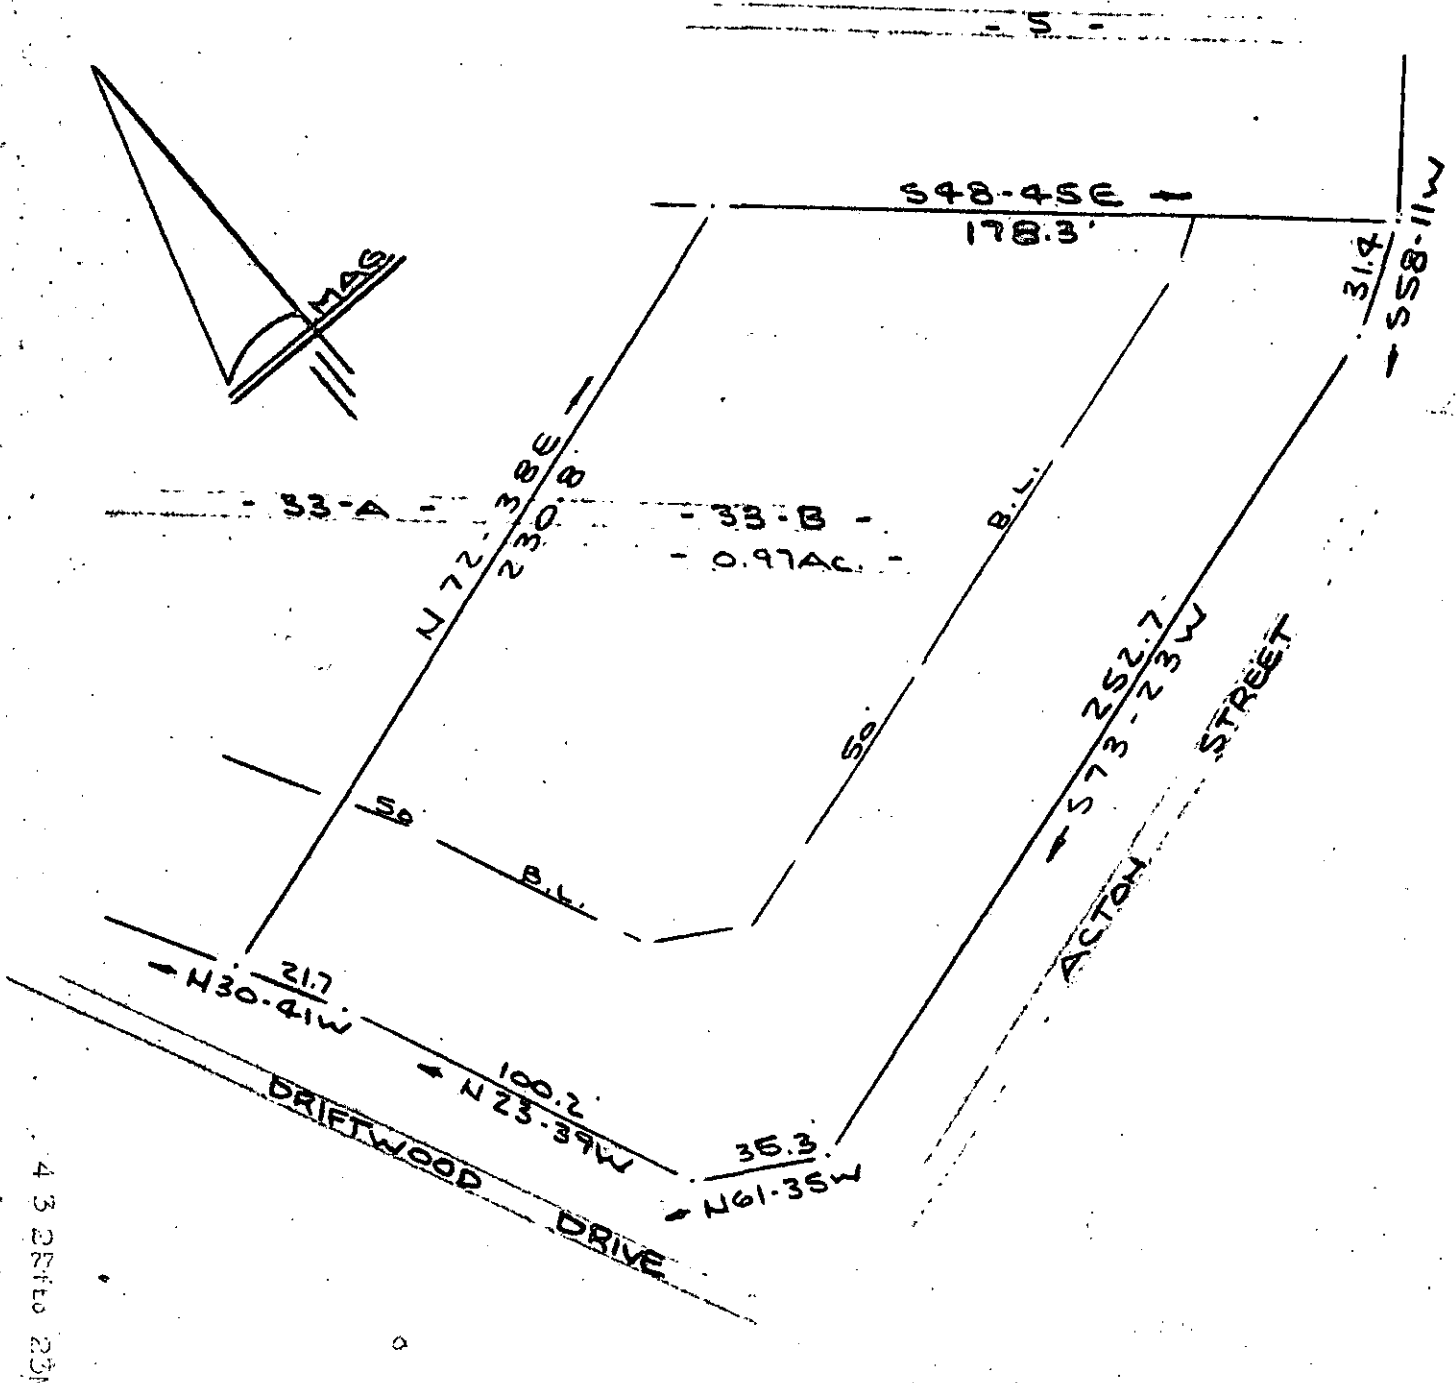 - 5 -
MAG
S48-45E
178.3'
31.4
S58-11W
N72-38E
230.8
- 33-A -
- 33-B -
- 0.97AC. -
B.L.
50'
252.7'
S73-23W
ACTON STREET
50
B.L.
21.7
N30-41W
100.2'
N23-39W
35.3
N61-35W
DRIFTWOOD DRIVE